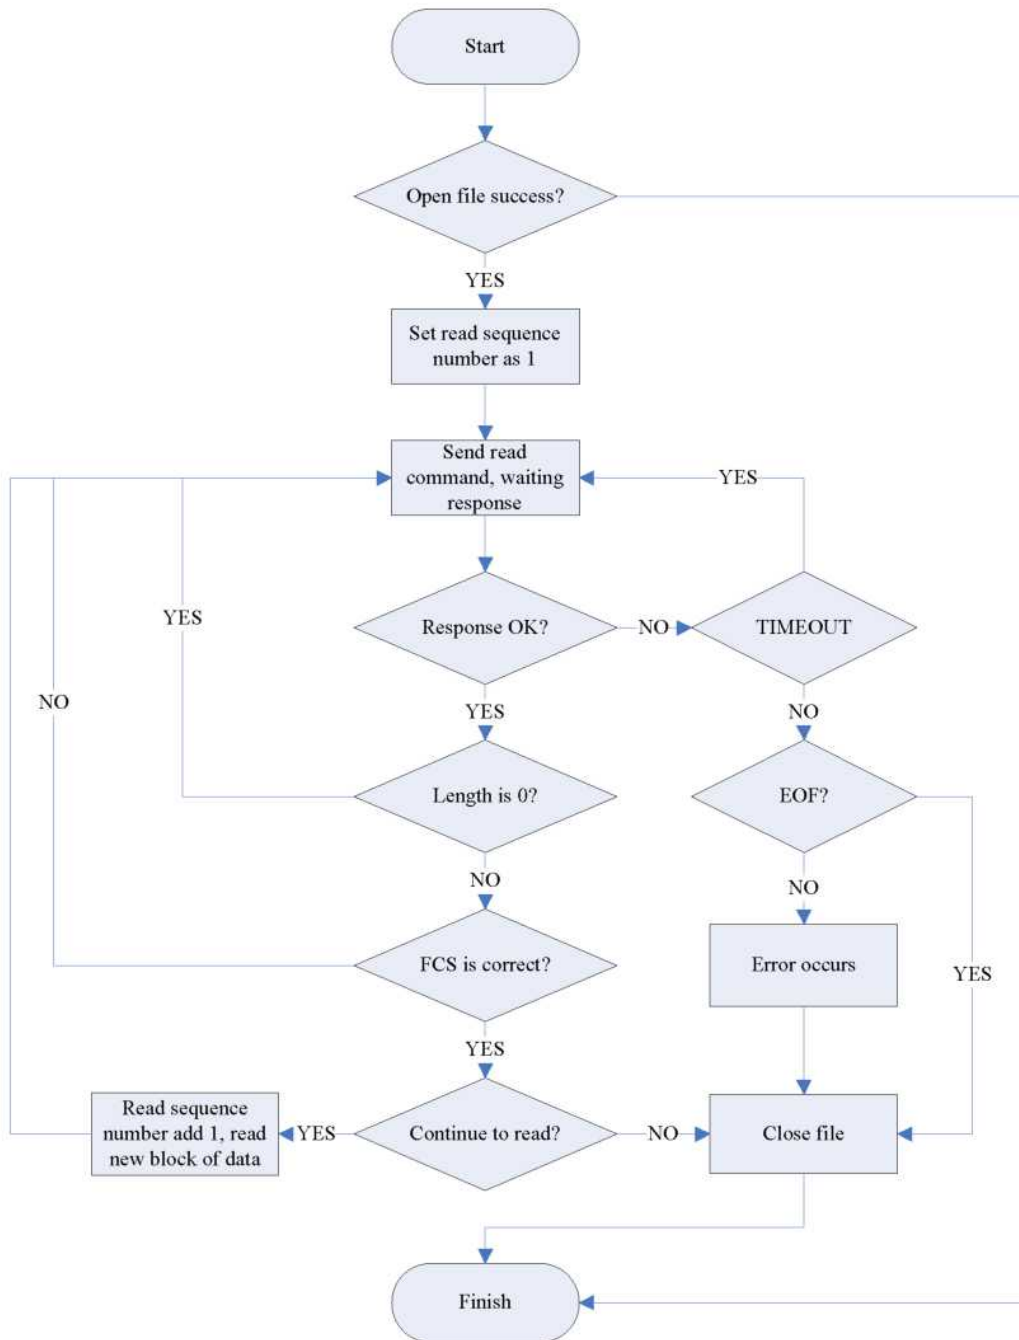 Start
Open file success?
YES
Set read sequence
number as 1
Send read
command, waiting
response
YES
YES
Response OK?
NO
TIMEOUT
NO
YES
NO
Length is 0?
EOF?
NO
NO
FCS is correct?
Error occurs
YES
YES
Read sequence
number add 1, read
new block of data
YES
Continue to read?
NO
Close file
Finish